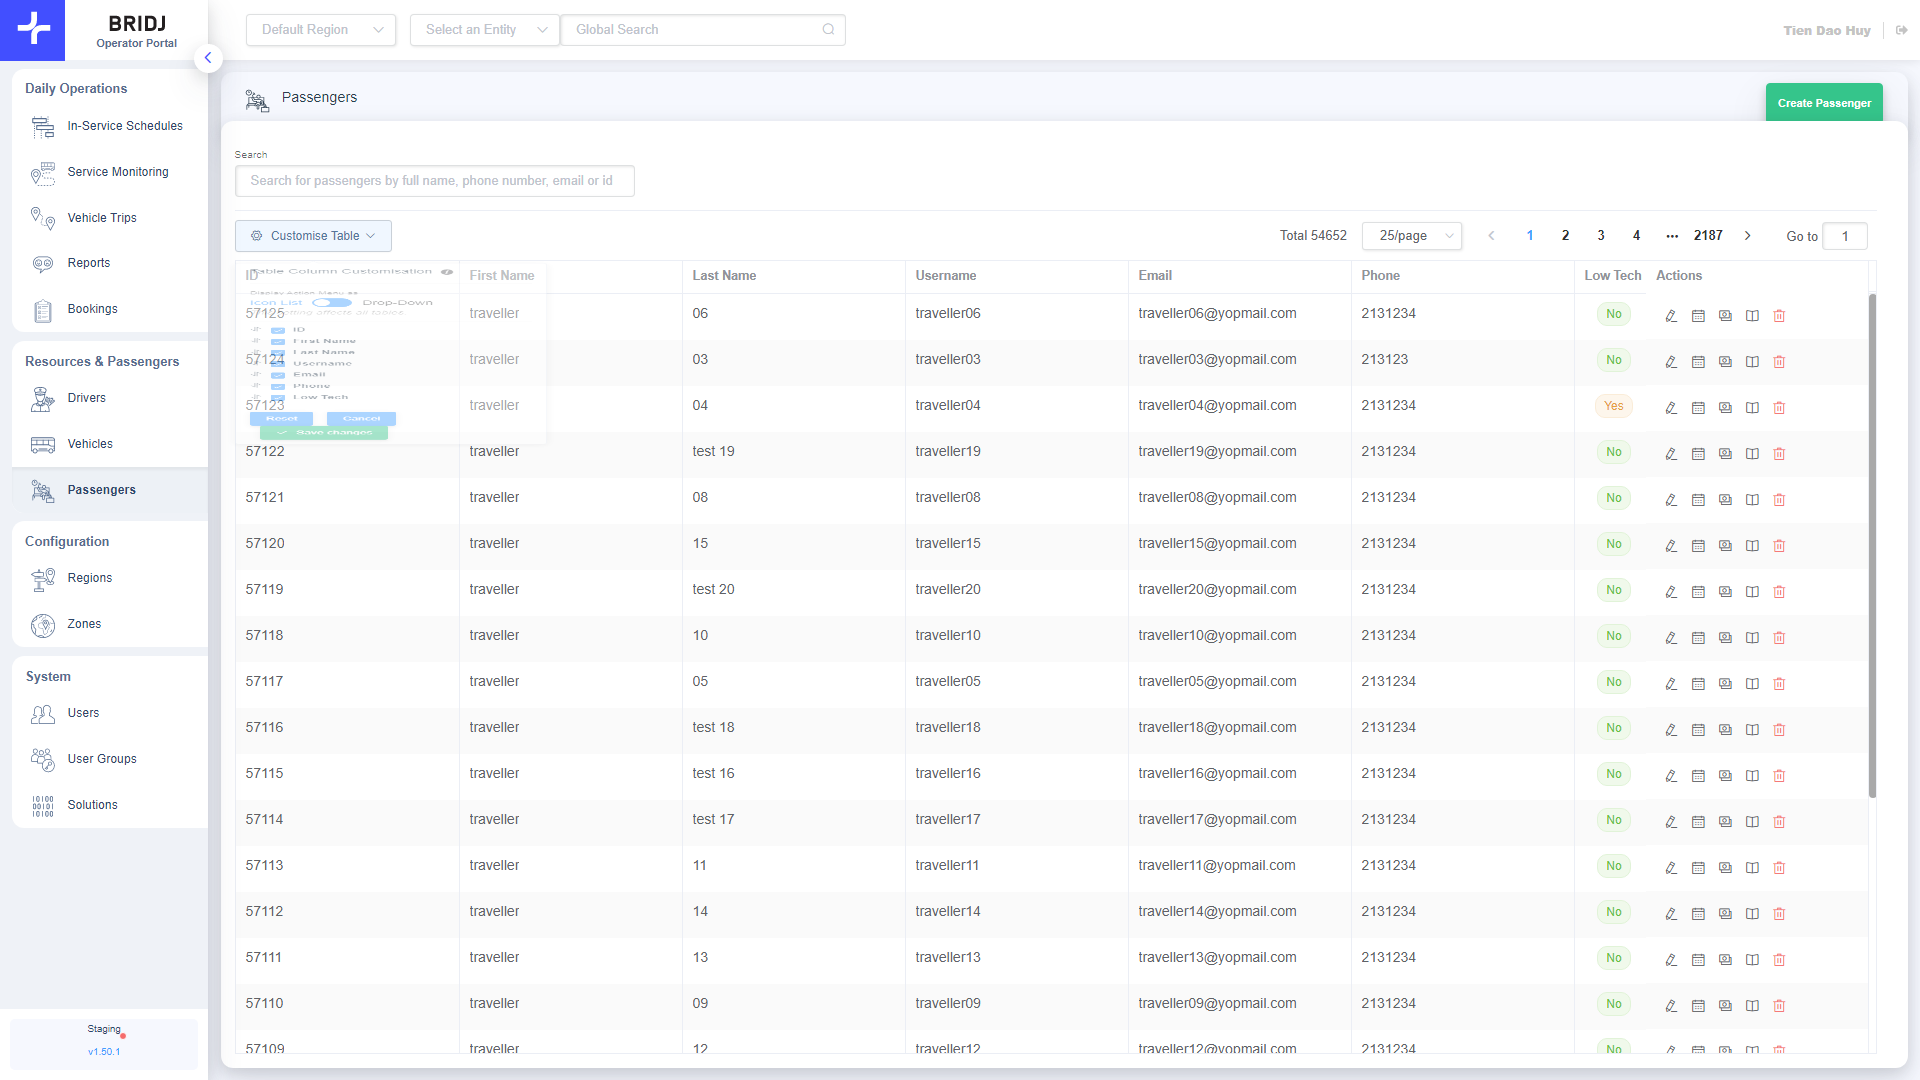 BRIDJ
Operator Portal
Default Region
Select an Entity
Global Search
Tien Dao Huy
Daily Operations
In-Service Schedules
Service Monitoring
Vehicle Trips
Reports
Bookings
Resources & Passengers
Drivers
Vehicles
Passengers
Configuration
Regions
Zones
System
Users
User Groups
10100
00101
10100
Solutions
Staging
v1.50.1
Passengers
Create Passenger
Search
Search for passengers by full name, phone number, email or id
Customise Table
Total 54652 25/page 1 2 3 4 ••• 2187 Go to 1
ID First Name Last Name Username Email Phone Low Tech Actions
Table Column Customisation
Display Action Menu as
Icon List Drop-Down
setting affects all tables
ID
First Name
Last Name
Username
Email
Phone
Low Tech
Reset Cancel
Save changes
57125 traveller 06 traveller06 traveller06@yopmail.com 2131234 No
57124 traveller 03 traveller03 traveller03@yopmail.com 213123 No
57123 traveller 04 traveller04 traveller04@yopmail.com 2131234 Yes
57122 traveller test 19 traveller19 traveller19@yopmail.com 2131234 No
57121 traveller 08 traveller08 traveller08@yopmail.com 2131234 No
57120 traveller 15 traveller15 traveller15@yopmail.com 2131234 No
57119 traveller test 20 traveller20 traveller20@yopmail.com 2131234 No
57118 traveller 10 traveller10 traveller10@yopmail.com 2131234 No
57117 traveller 05 traveller05 traveller05@yopmail.com 2131234 No
57116 traveller test 18 traveller18 traveller18@yopmail.com 2131234 No
57115 traveller test 16 traveller16 traveller16@yopmail.com 2131234 No
57114 traveller test 17 traveller17 traveller17@yopmail.com 2131234 No
57113 traveller 11 traveller11 traveller11@yopmail.com 2131234 No
57112 traveller 14 traveller14 traveller14@yopmail.com 2131234 No
57111 traveller 13 traveller13 traveller13@yopmail.com 2131234 No
57110 traveller 09 traveller09 traveller09@yopmail.com 2131234 No
57109 traveller 12 traveller12 traveller12@yopmail.com 2131234 No